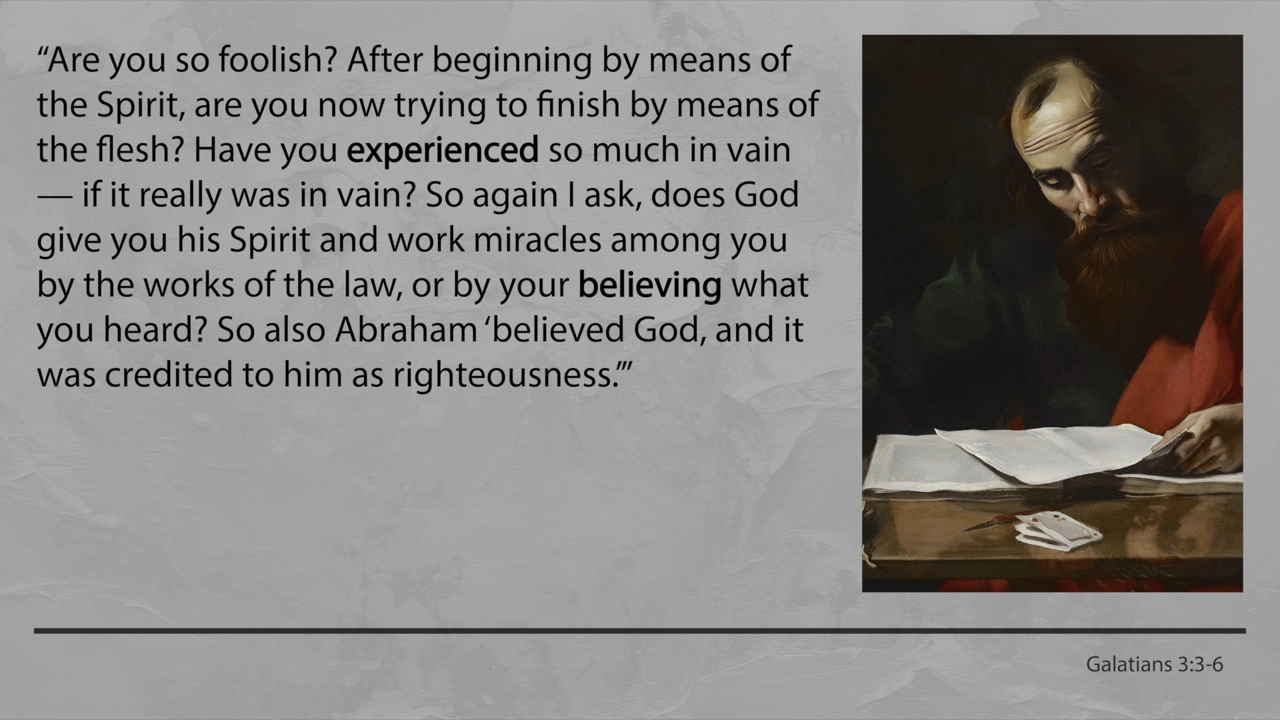 “Are you so foolish? After beginning by means of
the Spirit, are you now trying to finish by means of
the flesh? Have you experienced so much in vain
— if it really was in vain? So again I ask, does God
give you his Spirit and work miracles among you
by the works of the law, or by your believing what
you heard? So also Abraham ‘believed God, and it
was credited to him as righteousness.’”
Galatians 3:3-6